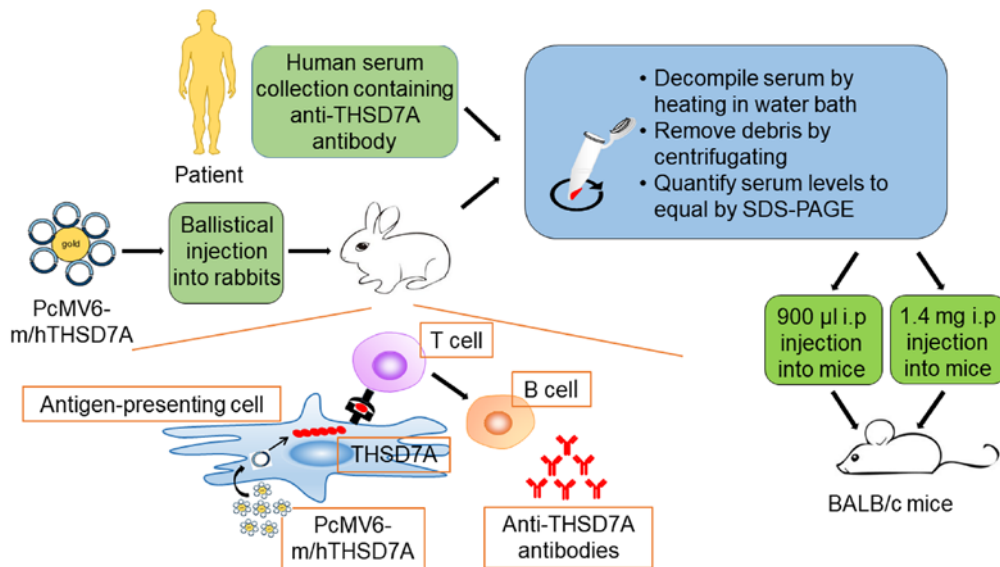 Human serum
collection containing
anti-THSD7A
antibody
Patient
• Decompile serum by
heating in water bath
• Remove debris by
centrifugating
• Quantify serum levels to
equal by SDS-PAGE
gold
PcMV6-
m/hTHSD7A
Ballistical
injection
into rabbits
900 µl i.p
injection
into mice
1.4 mg i.p
injection
into mice
BALB/c mice
T cell
B cell
Antigen-presenting cell
THSD7A
PcMV6-
m/hTHSD7A
Anti-THSD7A
antibodies